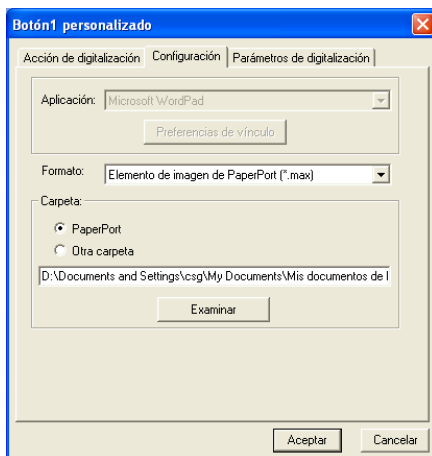 Botón1 personalizado
Acción de digitalización Configuración Parámetros de digitalización
Aplicación: Microsoft WordPad
Preferencias de vínculo
Formato: Elemento de imagen de PaperPort (*.max)
Carpeta:
PaperPort
Otra carpeta
D:\Documents and Settings\csg\My Documents\Mis documentos de I
Examinar
Aceptar Cancelar